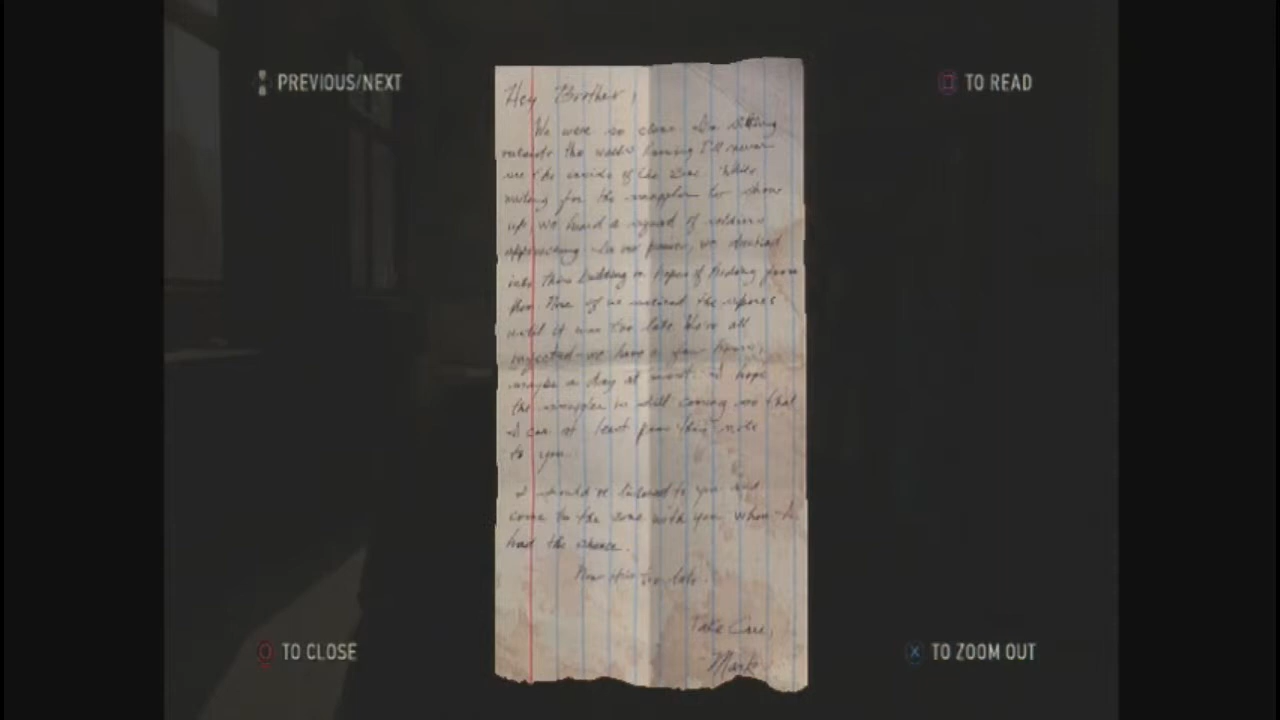 PREVIOUS/NEXT
TO READ
Hey Brother,
We were so close. I'm sitting
outside the walls knowing I'll never
see the inside of the zone. While
waiting for the smuggler to show
up, we heard a squad of soldiers
approaching. In our panic, we ducked
into this building in hopes of hiding from
them. None of us noticed the spores
until it was too late. We're all
infected - we have a few hours,
maybe a day at most. I hope
the smuggler is still coming so that
I can at least pass this note
to you.
I should've listened to you and
come to the zone with you when I
had the chance.
Now it's too late.
Take Care,
Mark
TO CLOSE
TO ZOOM OUT